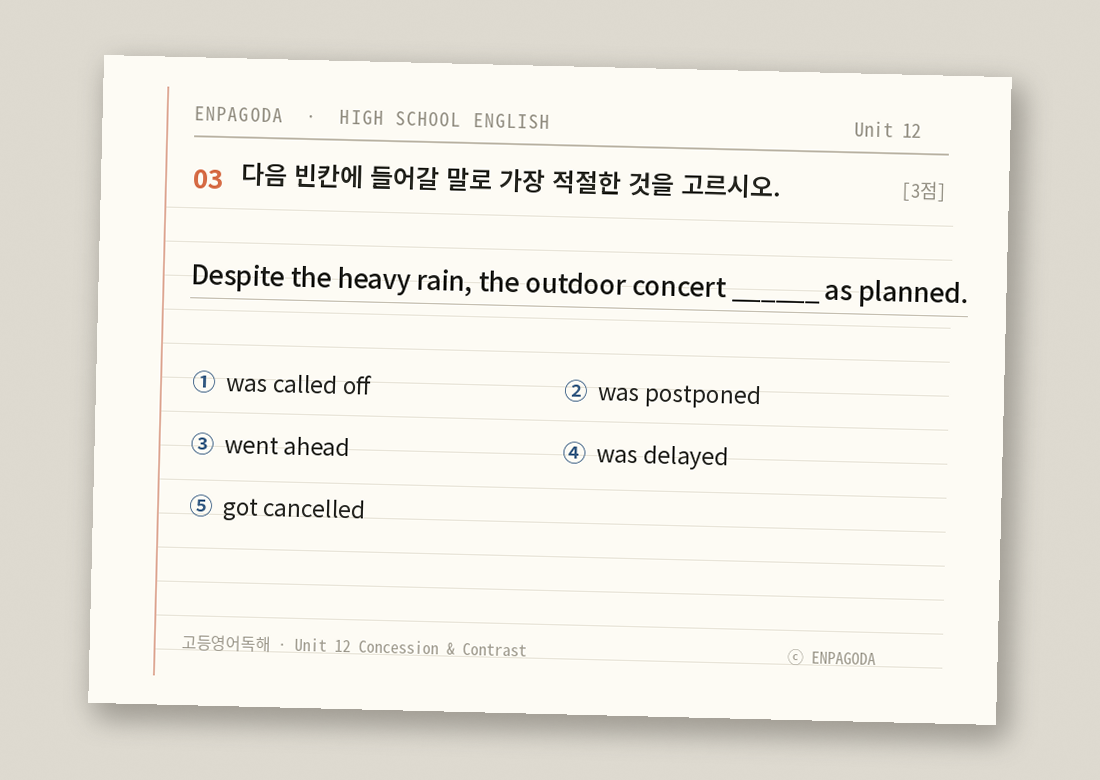 ENPAGODA · HIGH SCHOOL ENGLISH Unit 12
03 다음 빈칸에 들어갈 말로 가장 적절한 것을 고르시오. [3점]
Despite the heavy rain, the outdoor concert ______ as planned.
① was called off ② was postponed
③ went ahead ④ was delayed
⑤ got cancelled
고등영어독해 · Unit 12 Concession & Contrast ⓒ ENPAGODA